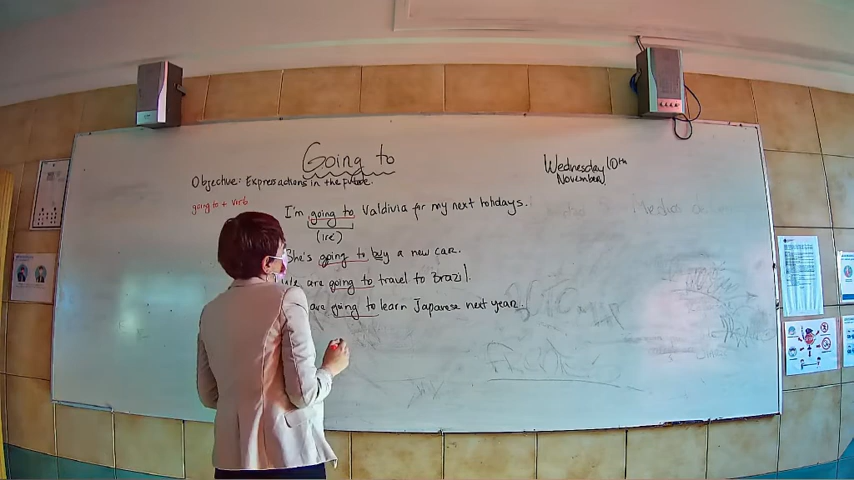 Going to
Wednesday 10th
November
Objective: Express actions in the future.
going to + verb
I'm going to Valdivia for my next holidays.
(Ire)
She's going to buy a new car.
We are going to travel to Brazil.
are going to learn Japanese next year.